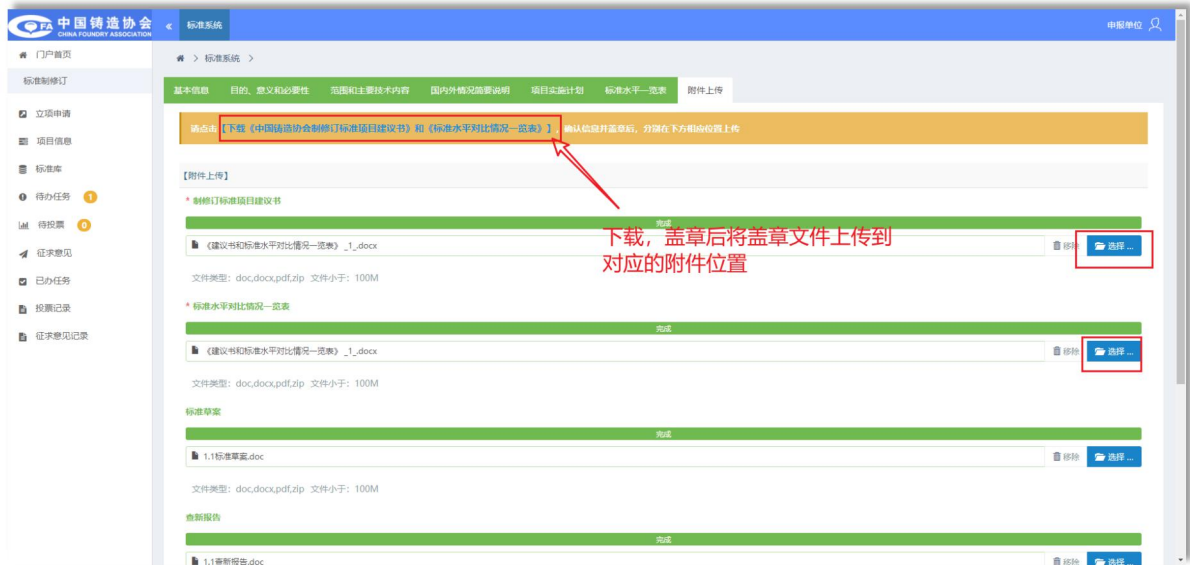 中国铸造协会
CHINA FOUNDRY ASSOCIATION
FA
«
标准系统
申报单位
门户首页
标准制修订
立项申请
项目信息
标准库
待办任务 1
待投票 0
征求意见
已办任务
投票记录
征求意见记录
> 标准系统 >
基本信息 目的、意义和必要性 范围和主要技术内容 国内外情况简要说明 项目实施计划 标准水平一览表 附件上传
请点击【下载《中国铸造协会制修订标准项目建议书》和《标准水平对比情况一览表》】，确认信息并盖章后，分别在下方相应位置上传
【附件上传】
* 制修订标准项目建议书
完成
《建议书和标准水平对比情况一览表》_1_.docx
移除 选择 ...
文件类型：doc,docx,pdf,zip 文件小于：100M
下载，盖章后将盖章文件上传到
对应的附件位置
* 标准水平对比情况一览表
完成
《建议书和标准水平对比情况一览表》_1_.docx
移除 选择 ...
文件类型：doc,docx,pdf,zip 文件小于：100M
标准草案
完成
1.1标准草案.doc
移除 选择 ...
文件类型：doc,docx,pdf,zip 文件小于：100M
查新报告
完成
1.1查新报告.doc
移除 选择 ...